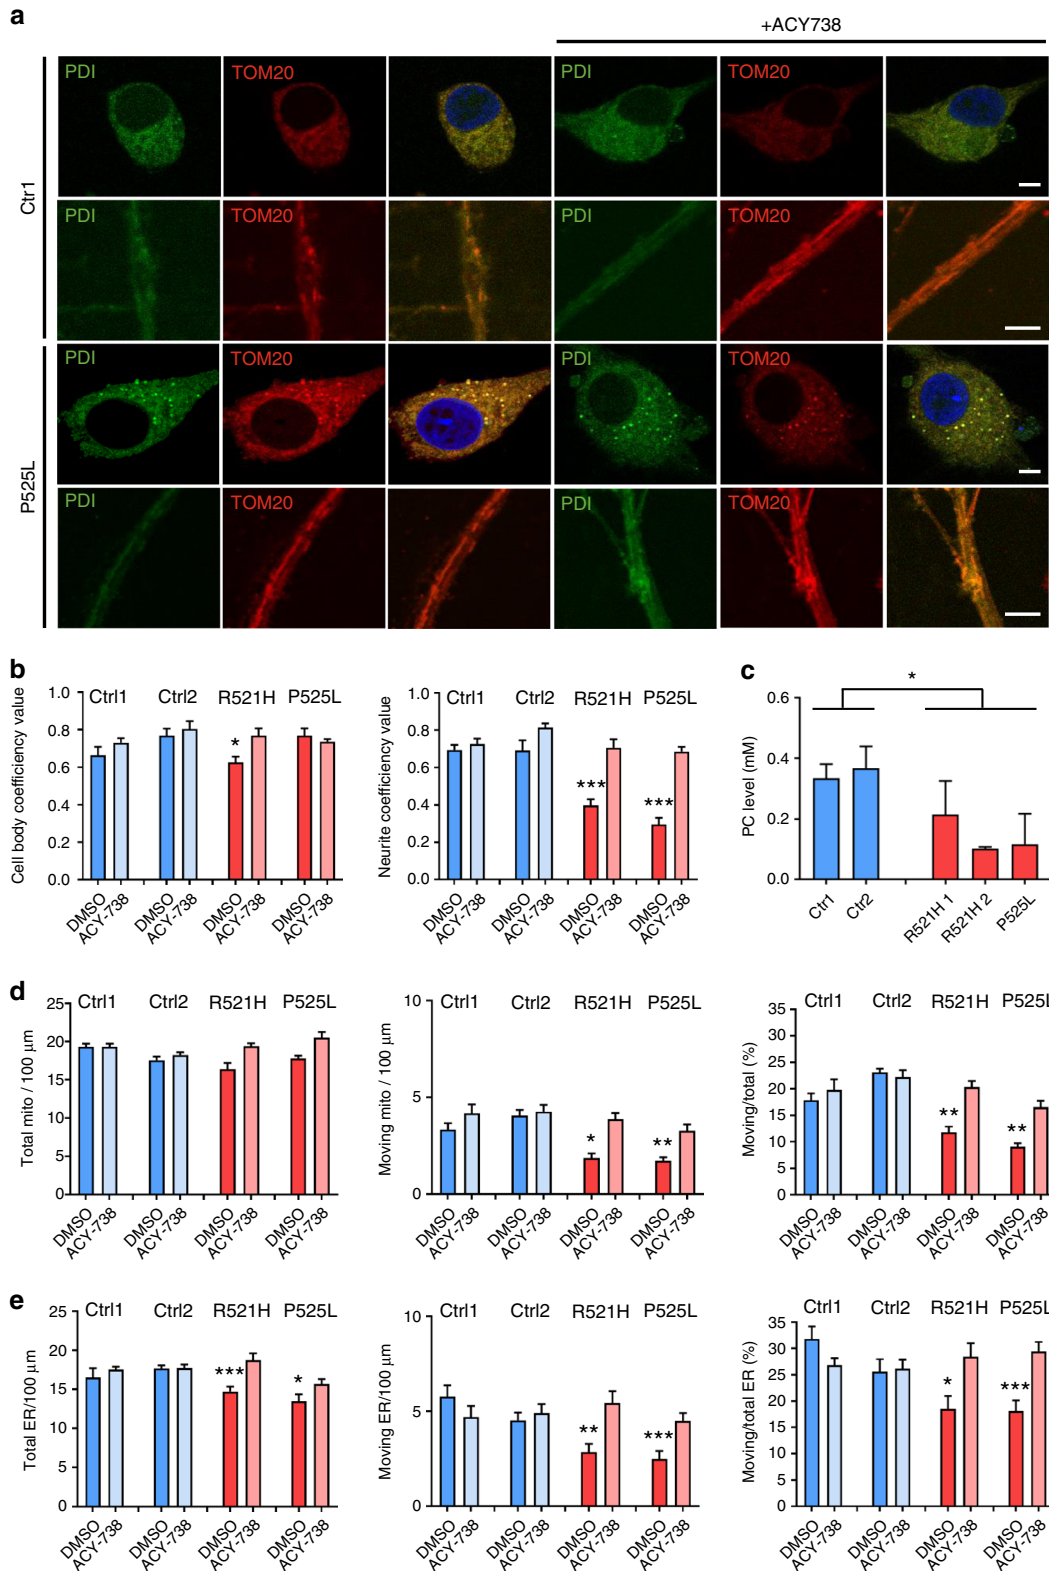 a
+ACY738
Ctr1
PDI TOM20 PDI TOM20
PDI TOM20 PDI TOM20
P525L
PDI TOM20 PDI TOM20
PDI TOM20 PDI TOM20
b
Cell body coefficiency value
1.0
0.8
0.6
0.4
0.2
0.0
Ctrl1 Ctrl2 R521H P525L
*
DMSO ACY-738 DMSO ACY-738 DMSO ACY-738 DMSO ACY-738
Neurite coefficiency value
1.0
0.8
0.6
0.4
0.2
0.0
Ctrl1 Ctrl2 R521H P525L
*** ***
DMSO ACY-738 DMSO ACY-738 DMSO ACY-738 DMSO ACY-738
c
PC level (mM)
0.6
0.4
0.2
0.0
*
Ctr1 Ctr2 R521H 1 R521H 2 P525L
d
Total mito / 100 μm
25
20
15
10
5
0
Ctrl1 Ctrl2 R521H P525L
DMSO ACY-738 DMSO ACY-738 DMSO ACY-738 DMSO ACY-738
Moving mito / 100 μm
10
5
0
Ctrl1 Ctrl2 R521H P525L
* **
DMSO ACY-738 DMSO ACY-738 DMSO ACY-738 DMSO ACY-738
Moving/total (%)
35
30
25
20
15
10
5
0
Ctrl1 Ctrl2 R521H P525L
** **
DMSO ACY-738 DMSO ACY-738 DMSO ACY-738 DMSO ACY-738
e
Total ER/100 μm
25
20
15
10
5
0
Ctrl1 Ctrl2 R521H P525L
*** *
DMSO ACY-738 DMSO ACY-738 DMSO ACY-738 DMSO ACY-738
Moving ER/100 μm
10
5
0
Ctrl1 Ctrl2 R521H P525L
** ***
DMSO ACY-738 DMSO ACY-738 DMSO ACY-738 DMSO ACY-738
Moving/total ER (%)
35
30
25
20
15
10
5
0
Ctrl1 Ctrl2 R521H P525L
* ***
DMSO ACY-738 DMSO ACY-738 DMSO ACY-738 DMSO ACY-738